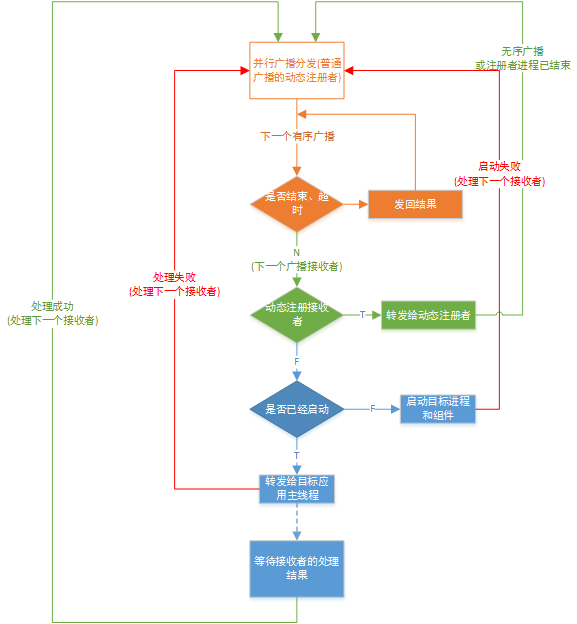 无序广播
或注册者进程已结束
并行广播分发(普通
广播的动态注册者)
下一个有序广播
启动失败
(处理下一个接收者)
是否结束、超
时
发回结果
N
(下一个广播接收者)
处理失败
(处理下一个接收者)
处理成功
(处理下一个接收者)
动态注册接收
者
T
转发给动态注册者
F
是否已经启动
F
启动目标进程
和组件
T
转发给目标应
用主线程
等待接收者的处理
结果